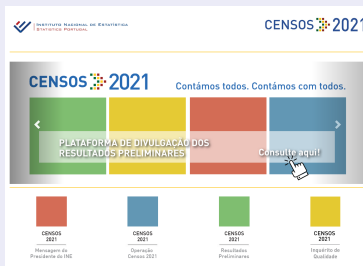 INSTITUTO NACIONAL DE ESTATÍSTICA
STATISTICS PORTUGAL
CENSOS 2021
CENSOS 2021
Contámos todos. Contámos com todos.
PLATAFORMA DE DIVULGAÇÃO DOS
RESULTADOS PRELIMINARES
Consulte aqui!
CENSOS
2021
Mensagem do
Presidente do INE
CENSOS
2021
Operação
Censos 2021
CENSOS
2021
Resultados
Preliminares
CENSOS
2021
Inquérito de
Qualidade